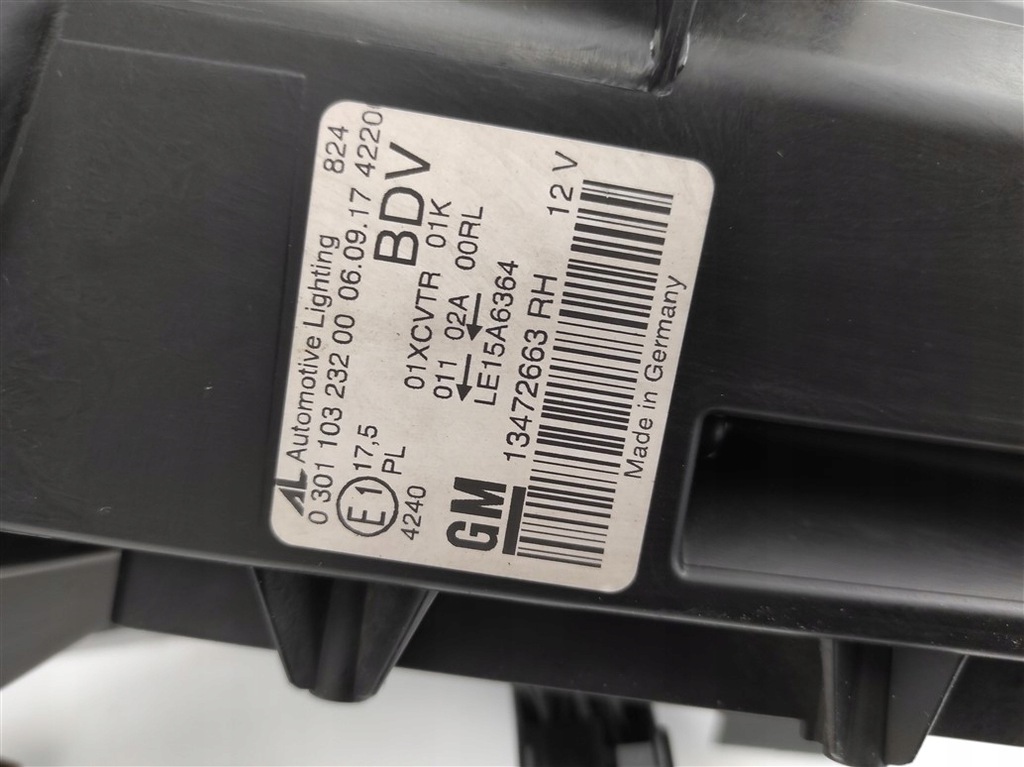 AL Automotive Lighting 824
0 301 103 232 00 06.09.17 4220
E1 17,5 BDV
PL
4240 01XCVTR 01K
011 02A 00RL
LE15A6364
GM 13472663 RH 12 V
Made in Germany